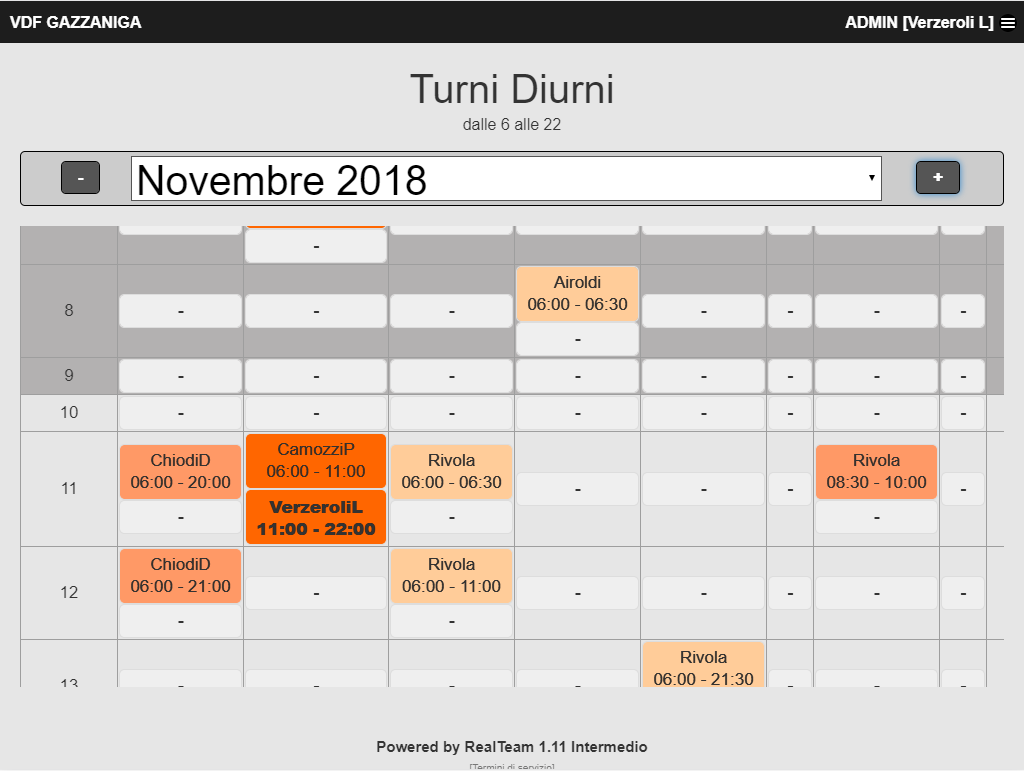 VDF GAZZANIGA
ADMIN [Verzeroli L]
Turni Diurni
dalle 6 alle 22
-
Novembre 2018
+
-
8
-
-
-
Airoldi
06:00 - 06:30
-
-
-
-
-
9
-
-
-
-
-
-
-
-
10
-
-
-
-
-
-
-
-
11
ChiodiD
06:00 - 20:00
-
CamozziP
06:00 - 11:00
VerzeroliL
11:00 - 22:00
Rivola
06:00 - 06:30
-
-
-
-
Rivola
08:30 - 10:00
-
-
12
ChiodiD
06:00 - 21:00
-
-
Rivola
06:00 - 11:00
-
-
-
-
-
-
13
-
-
-
-
Rivola
06:00 - 21:30
-
-
-
Powered by RealTeam 1.11 Intermedio
[Termini di servizio]